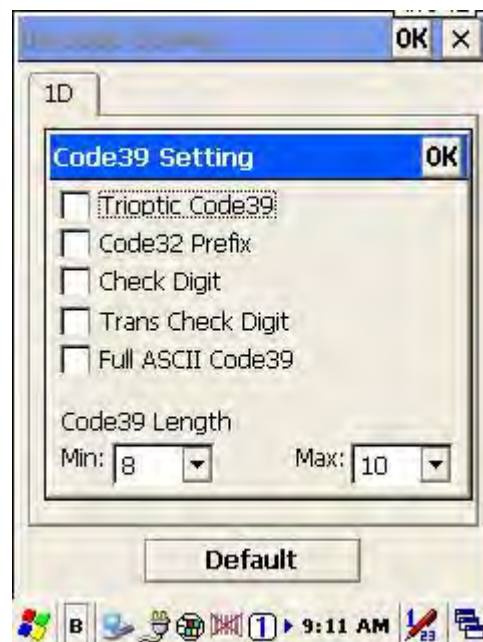 OK ×
1D
Code39 Setting OK
Trioptic Code39
Code32 Prefix
Check Digit
Trans Check Digit
Full ASCII Code39
Code39 Length
Min: 8 Max: 10
Default
B 1 9:11 AM